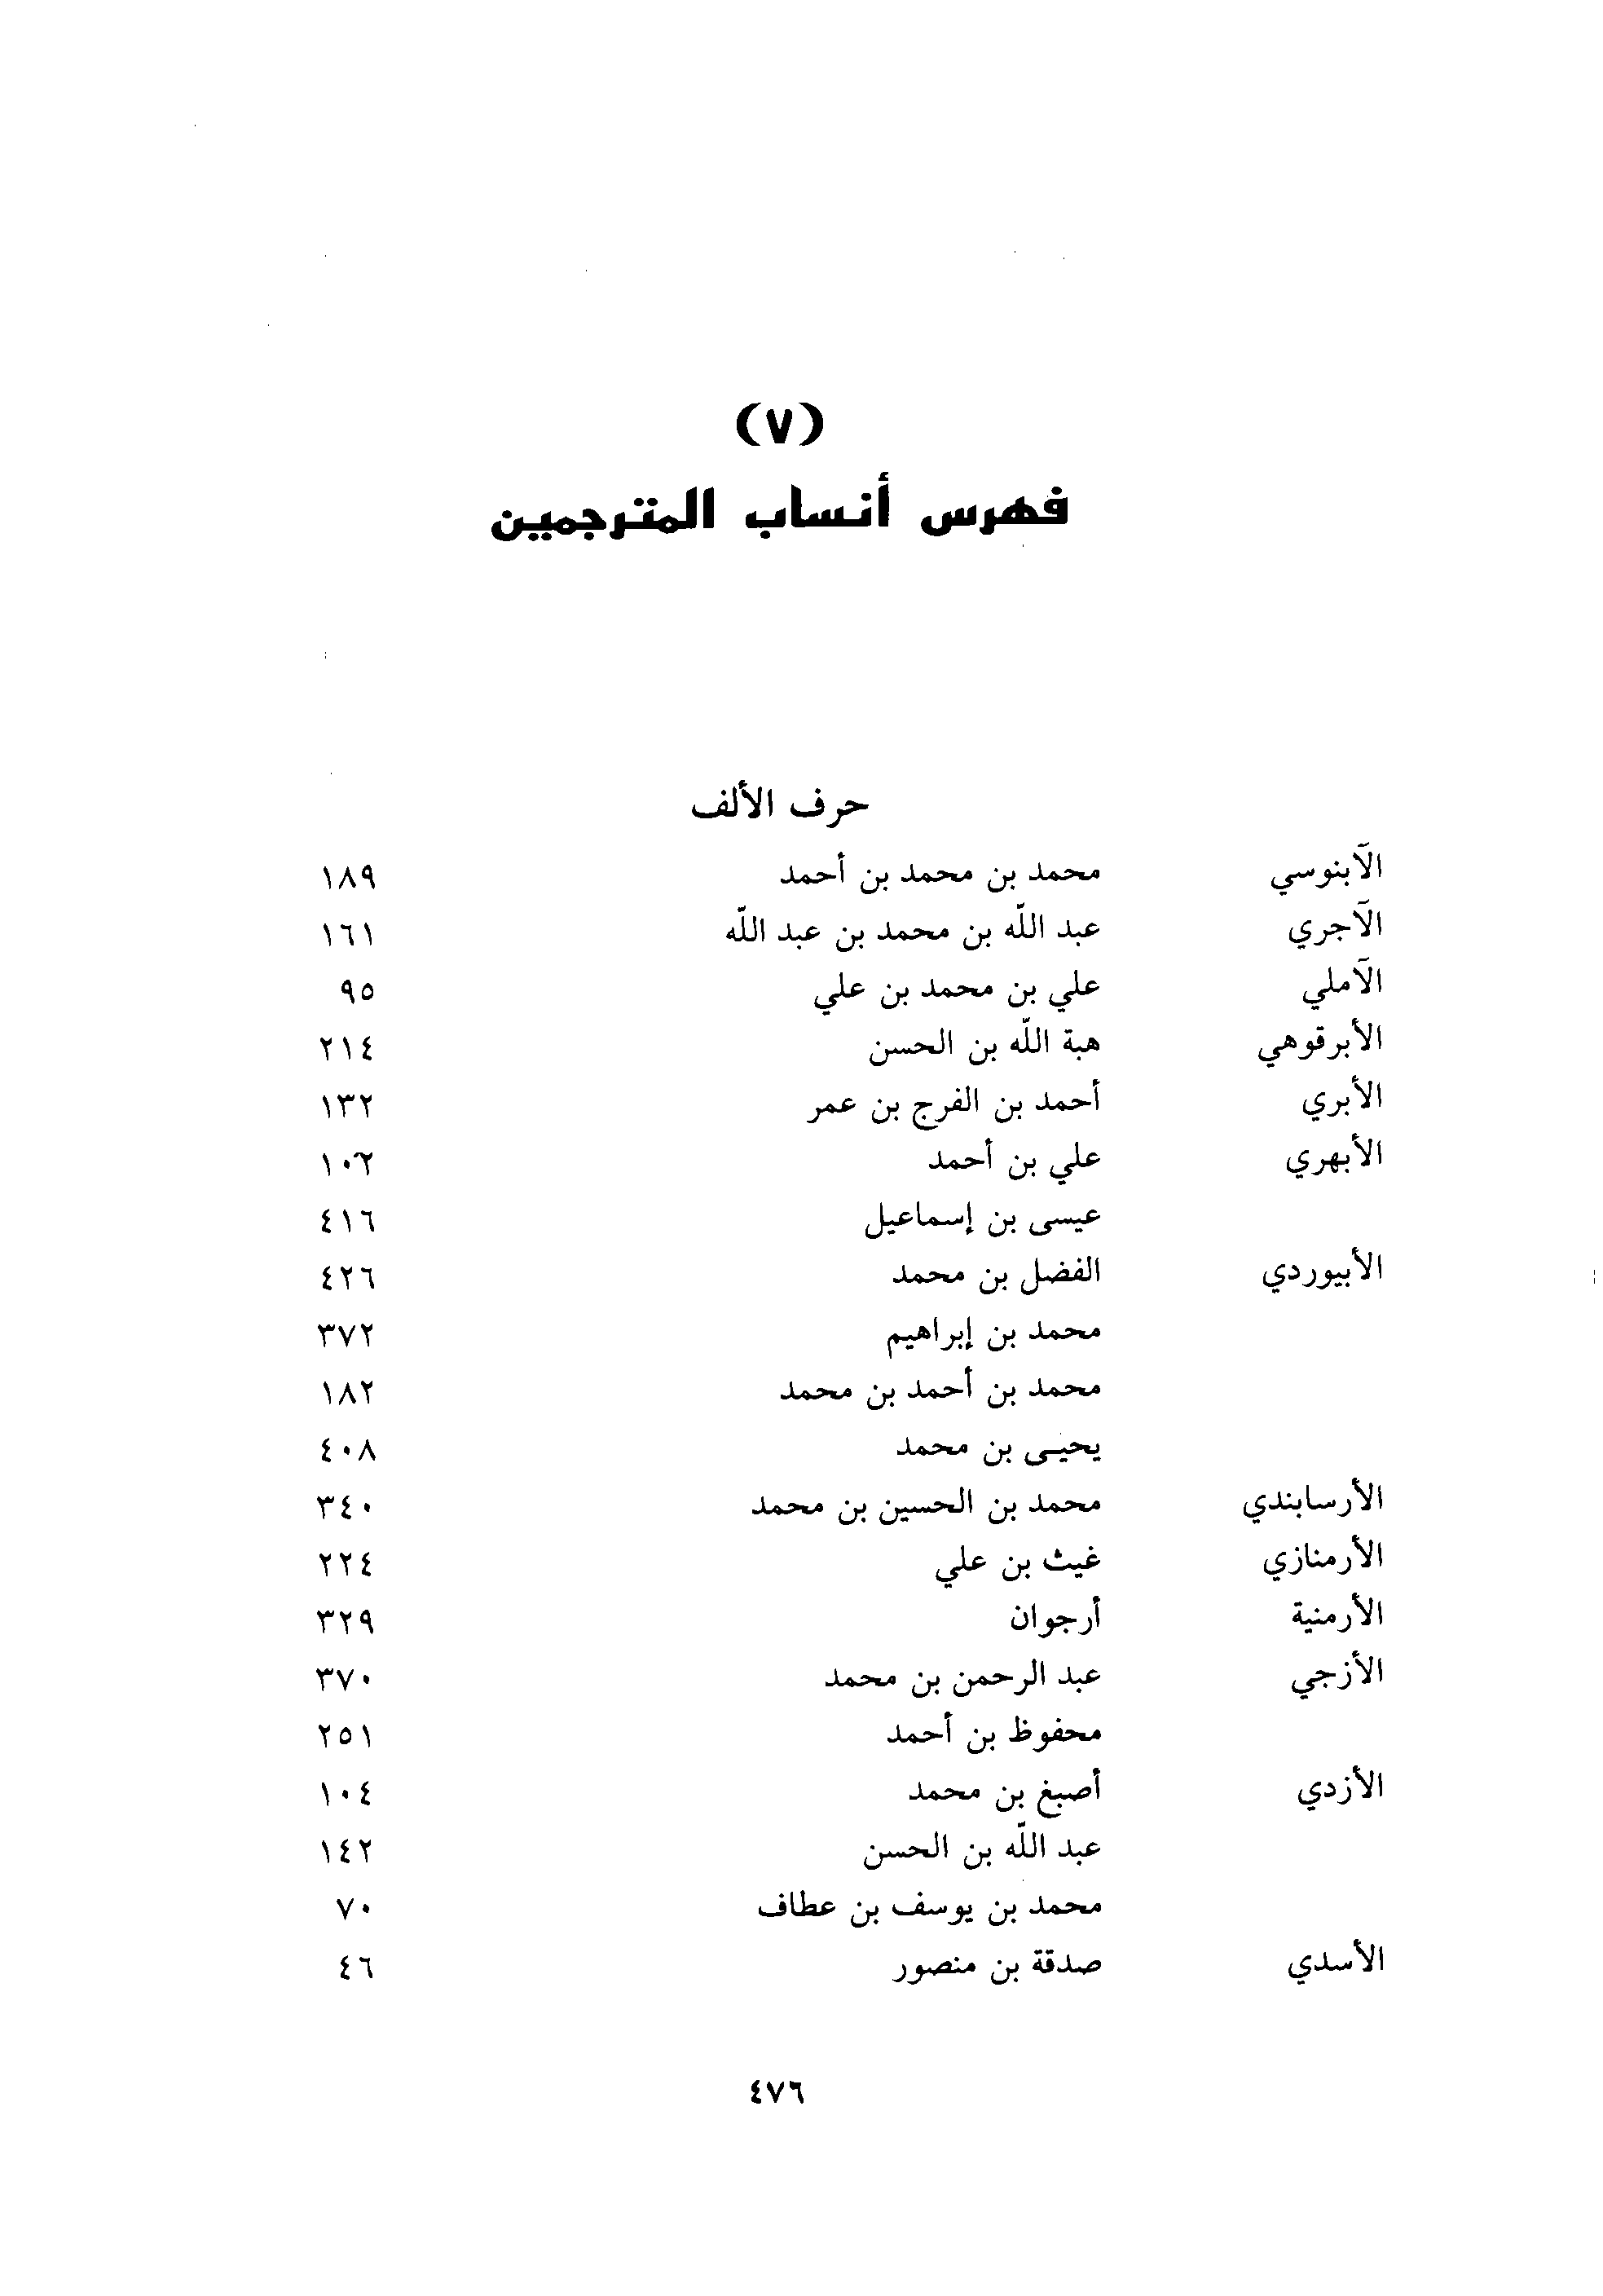 (٧)
فهرس أنساب المترجمين
حرف الألف
الآبنوسي محمد بن محمد بن أحمد ١٨٩
الآجري عبد اللّه بن محمد بن عبد اللّه ١٦١
الآملي علي بن محمد بن علي ٩٥
الأبرقوهي هبة اللّه بن الحسن ٢١٤
الأبري أحمد بن الفرج بن عمر ١٣٢
الأبهري علي بن أحمد ١٠٢
عيسى بن إسماعيل ٤١٦
الأبيوردي الفضل بن محمد ٤٢٦
محمد بن إبراهيم ٣٧٢
محمد بن أحمد بن محمد ١٨٢
يحيى بن محمد ٤٠٨
الأرسابندي محمد بن الحسين بن محمد ٣٤٠
الأرمنازي غيث بن علي ٢٢٤
الأرمنية أرجوان ٣٢٩
الأزجي عبد الرحمن بن محمد ٣٧٠
محفوظ بن أحمد ٢٥١
الأزدي أصبغ بن محمد ١٠٤
عبد اللّه بن الحسن ١٤٢
محمد بن يوسف بن عطاف ٧٠
الأسدي صدقة بن منصور ٤٦
٤٧٦